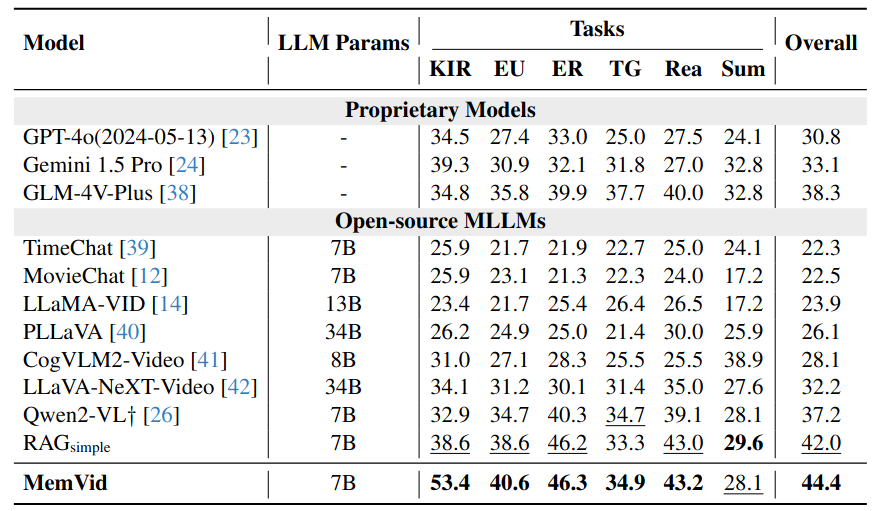 Model LLM Params Tasks Overall
KIR EU ER TG Rea Sum
Proprietary Models
GPT-4o(2024-05-13) [23] - 34.5 27.4 33.0 25.0 27.5 24.1 30.8
Gemini 1.5 Pro [24] - 39.3 30.9 32.1 31.8 27.0 32.8 33.1
GLM-4V-Plus [38] - 34.8 35.8 39.9 37.7 40.0 32.8 38.3
Open-source MLLMs
TimeChat [39] 7B 25.9 21.7 21.9 22.7 25.0 24.1 22.3
MovieChat [12] 7B 25.9 23.1 21.3 22.3 24.0 17.2 22.5
LLaMA-VID [14] 13B 23.4 21.7 25.4 26.4 26.5 17.2 23.9
PLLaVA [40] 34B 26.2 24.9 25.0 21.4 30.0 25.9 26.1
CogVLM2-Video [41] 8B 31.0 27.1 28.3 25.5 25.5 38.9 28.1
LLaVA-NeXT-Video [42] 34B 34.1 31.2 30.1 31.4 35.0 27.6 32.2
Qwen2-VL† [26] 7B 32.9 34.7 40.3 34.7 39.1 28.1 37.2
RAGsimple 7B 38.6 38.6 46.2 33.3 43.0 29.6 42.0
MemVid 7B 53.4 40.6 46.3 34.9 43.2 28.1 44.4